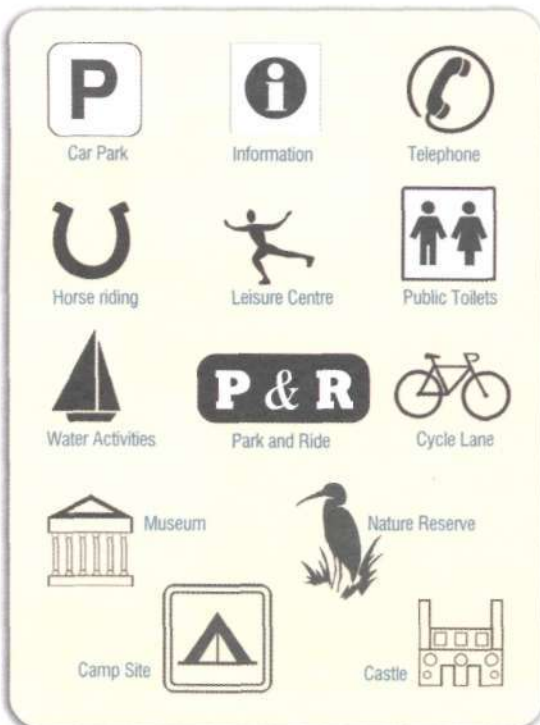 P
Car Park
i
Information
Telephone
Horse riding
Leisure Centre
Public Toilets
Water Activities
P & R
Park and Ride
Cycle Lane
Museum
Nature Reserve
Camp Site
Castle